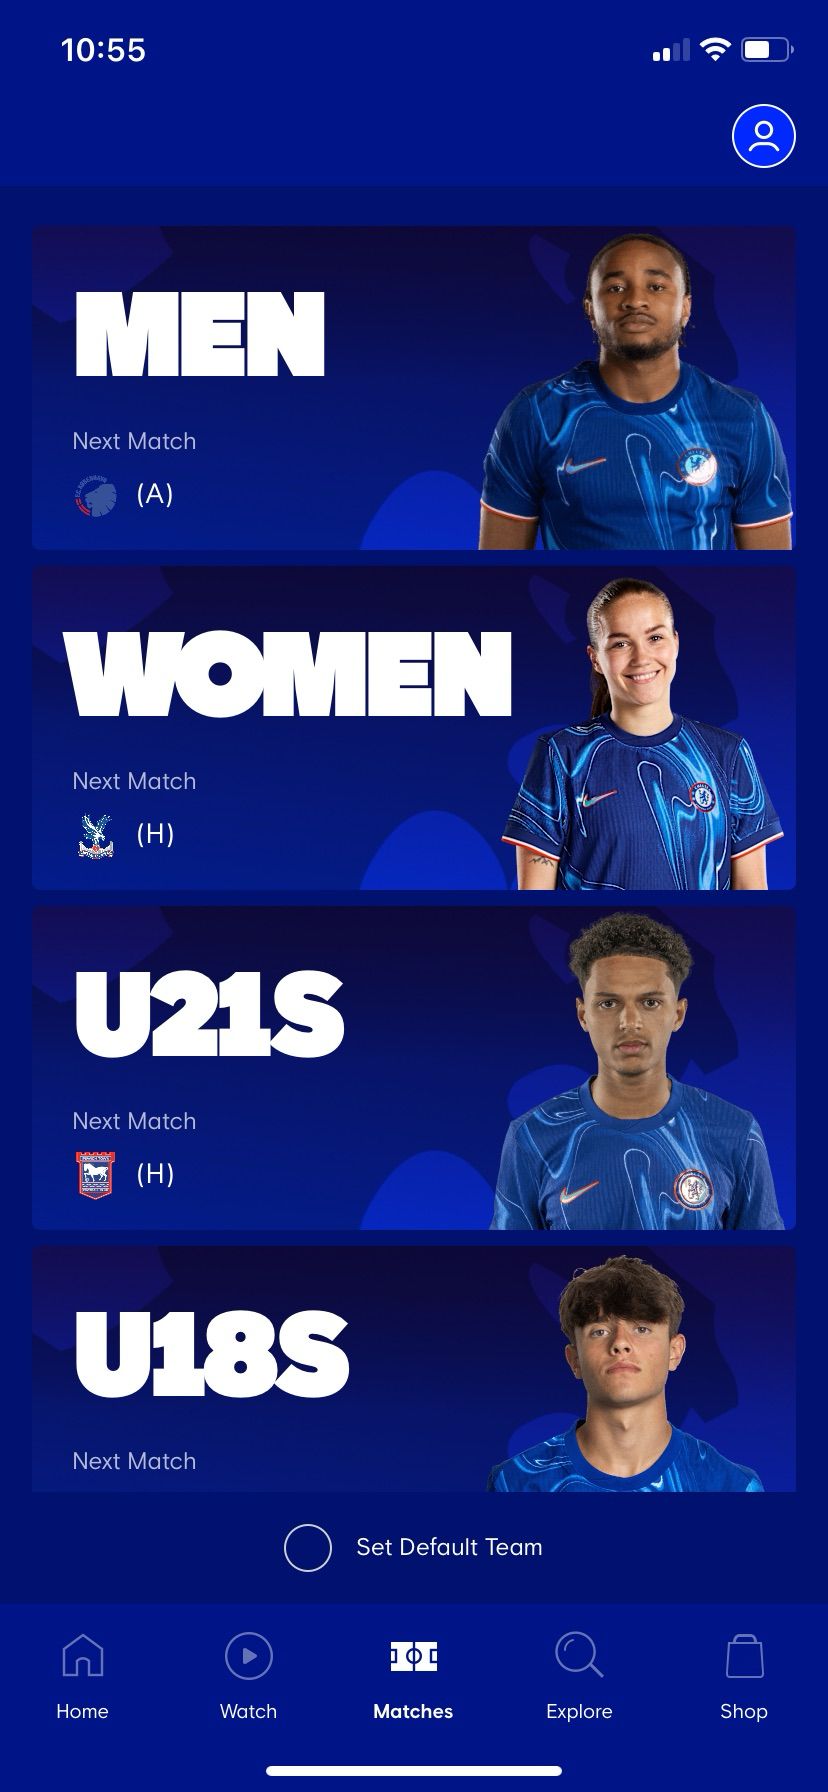 10:55
MEN
Next Match
(A)
WOMEN
Next Match
(H)
U21S
Next Match
(H)
U18S
Next Match
Set Default Team
Home
Watch
Matches
Explore
Shop